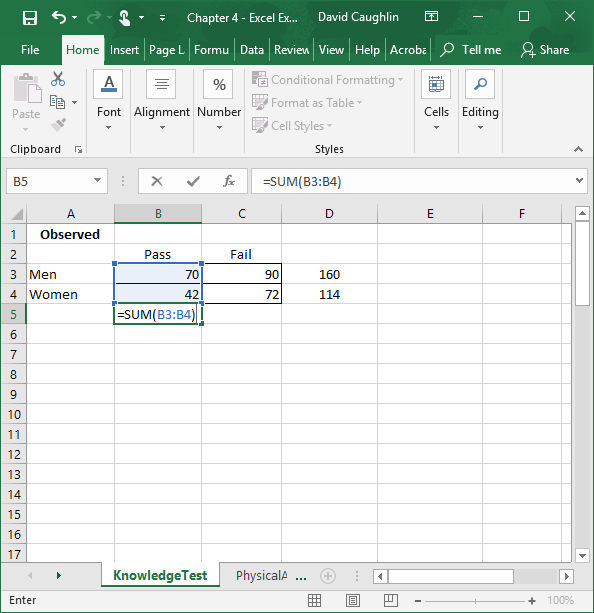 Chapter 4 - Excel Ex... David Caughlin
File Home Insert Page L Formu Data Review View Help Acroba Tell me Share
Paste
Clipboard
A
Font
Alignment
%
Number
Conditional Formatting
Format as Table
Cell Styles
Styles
Cells
Editing
B5 fx =SUM(B3:B4)
A B C D E F
1 Observed
2 Pass Fail
3 Men 70 90 160
4 Women 42 72 114
5 =SUM(B3:B4)
6
7
8
9
10
11
12
13
14
15
16
17
KnowledgeTest PhysicalA ...
Enter 100%